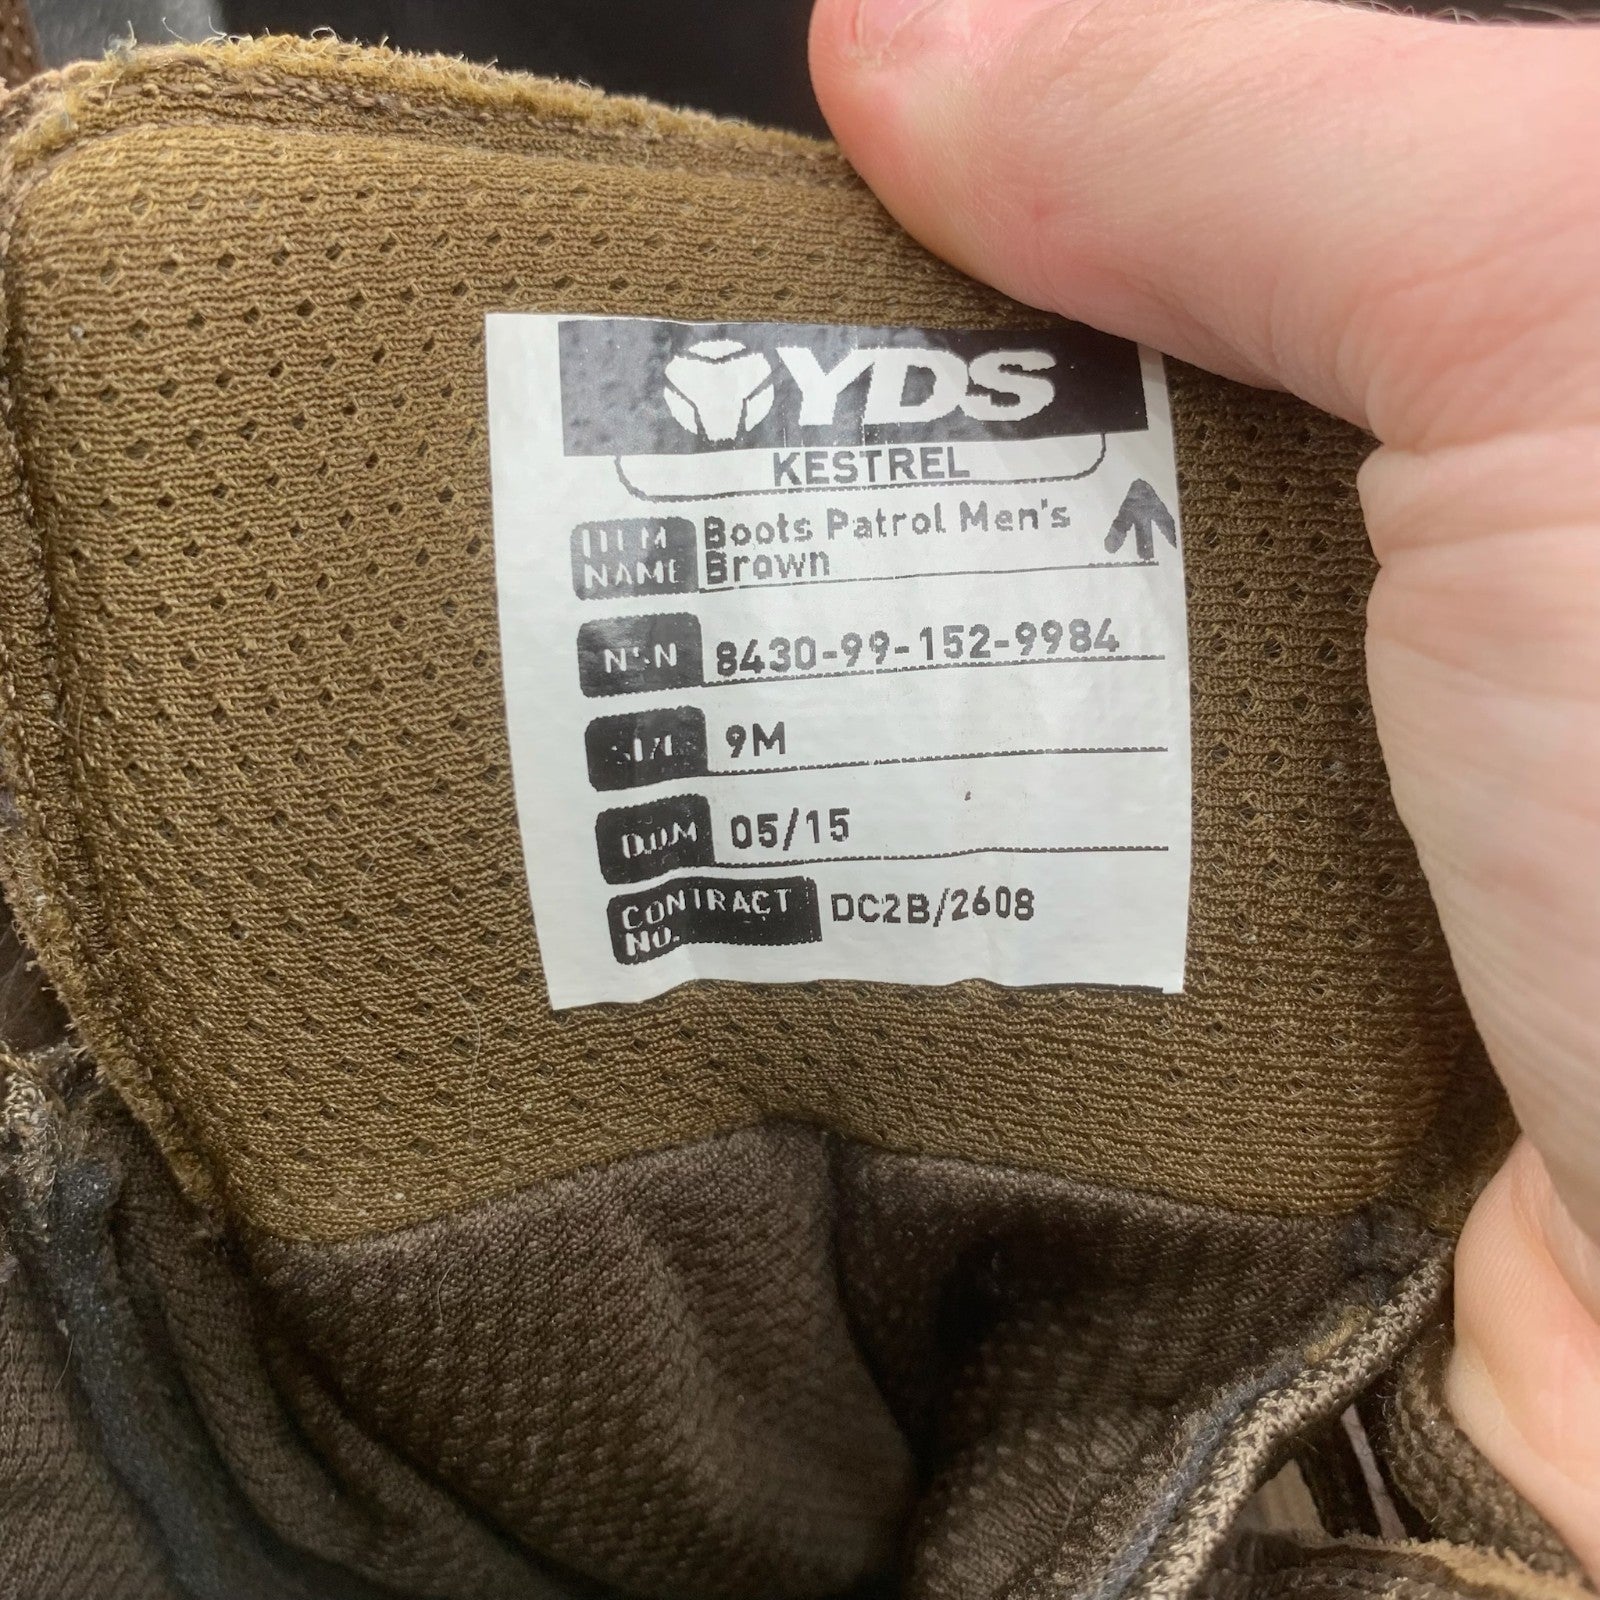 YDS
KESTREL
ITEM NAME Boots Patrol Men's
Brown
NSN 8430-99-152-9984
SIZE 9M
D.O.M 05/15
CONTRACT NO. DC2B/2608